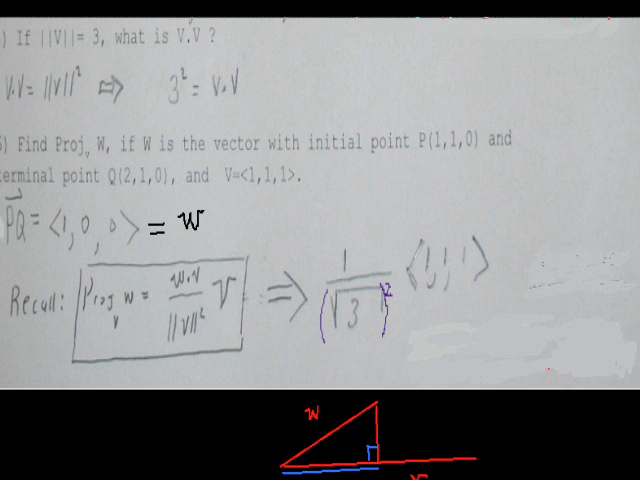 ) If ||V||= 3, what is V.V ?
V.V = ||V||² ⇒ 3² = V.V
5) Find Proj_v W, if W is the vector with initial point P(1,1,0) and
terminal point Q(2,1,0), and V=<1,1,1>.
PQ = <1, 0, 0> = W
Recall: Proj_v W = W.V / ||V||² V ⇒ 1 / (√3)² <1, 1, 1>
W